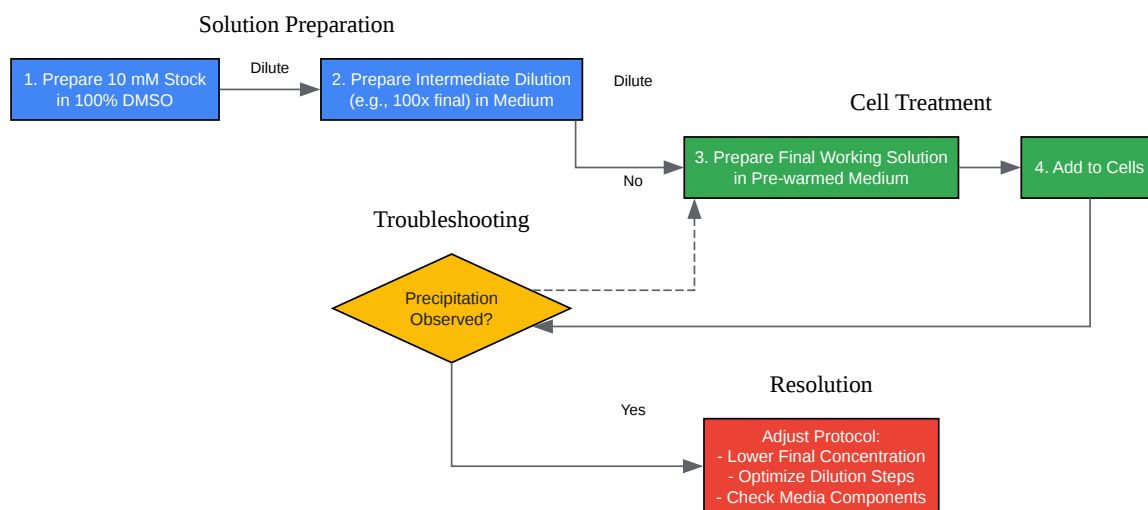 Solution Preparation
1. Prepare 10 mM Stock
in 100% DMSO
Dilute
2. Prepare Intermediate Dilution
(e.g., 100x final) in Medium
Dilute
Cell Treatment
3. Prepare Final Working Solution
in Pre-warmed Medium
4. Add to Cells
No
Troubleshooting
Precipitation
Observed?
Yes
Resolution
Adjust Protocol:
- Lower Final Concentration
- Optimize Dilution Steps
- Check Media Components